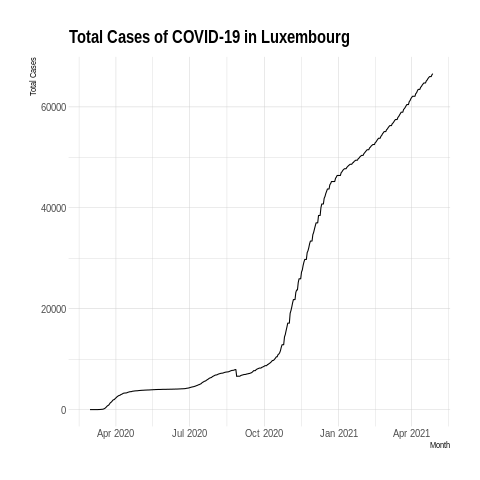 Total Cases of COVID-19 in Luxembourg
Total Cases
60000
40000
20000
0
Apr 2020 Jul 2020 Oct 2020 Jan 2021 Apr 2021
Month